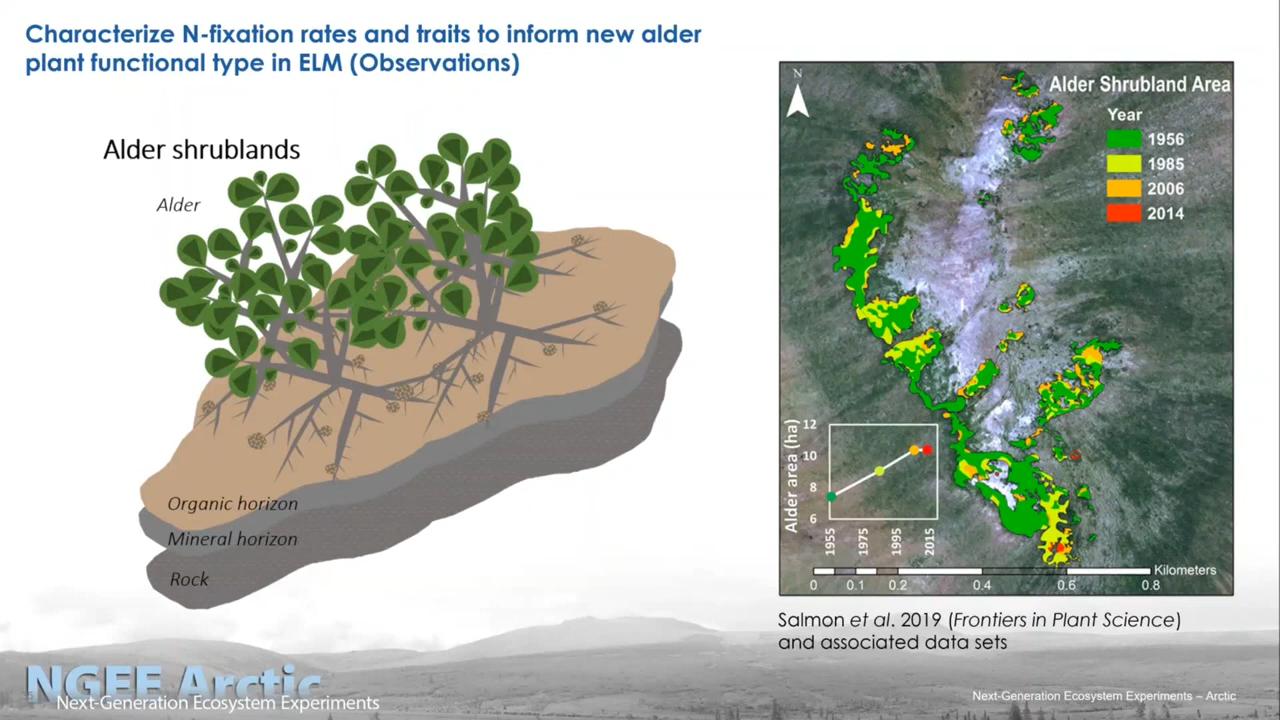 Characterize N-fixation rates and traits to inform new alder
plant functional type in ELM (Observations)
Alder shrublands
Alder
Organic horizon
Mineral horizon
Rock
N
Alder Shrubland Area
Year
1956
1985
2006
2014
Alder area (ha)
12
10
8
6
1955
1975
1995
2015
Kilometers
0
0.1
0.2
0.4
0.6
0.8
Salmon et al. 2019 (Frontiers in Plant Science)
and associated data sets
NGEE Arctic
Next-Generation Ecosystem Experiments
Next-Generation Ecosystem Experiments – Arctic